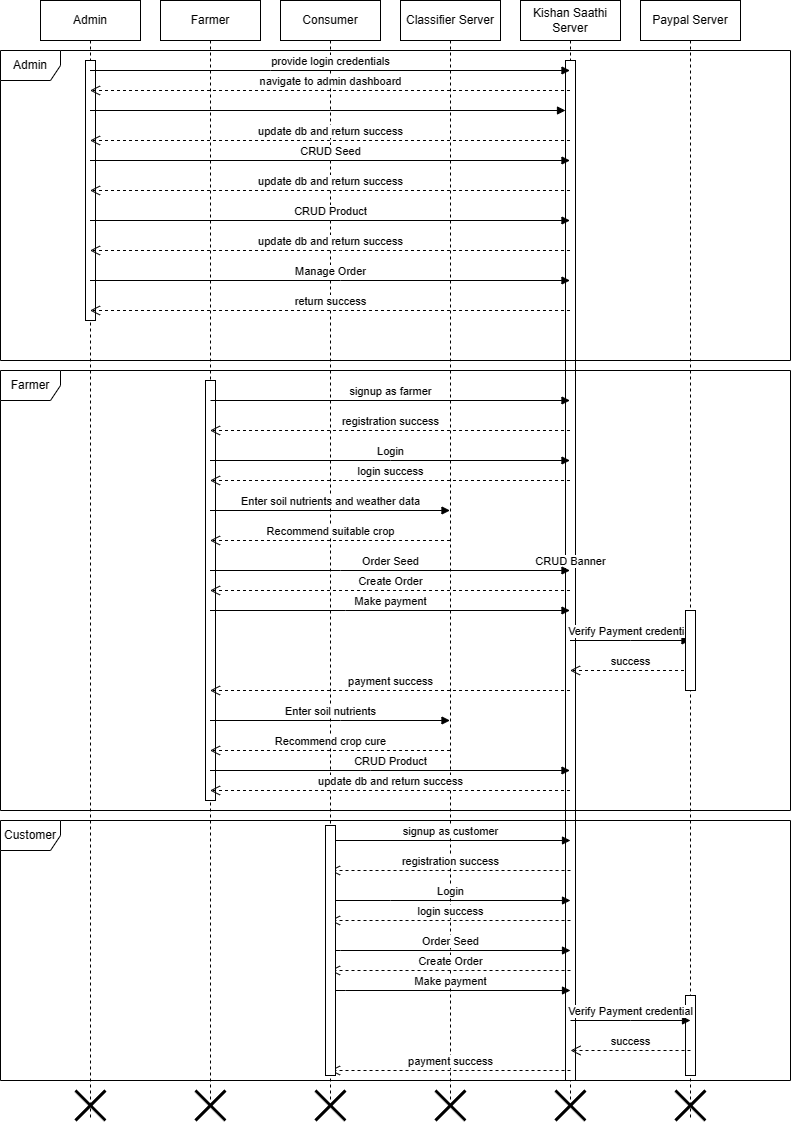 Admin
Farmer
Consumer
Classifier Server
Kishan Saathi
Server
Paypal Server
Admin
provide login credentials
navigate to admin dashboard
update db and return success
CRUD Seed
update db and return success
CRUD Product
update db and return success
Manage Order
return success
Farmer
signup as farmer
registration success
Login
login success
Enter soil nutrients and weather data
Recommend suitable crop
Order Seed
CRUD Banner
Create Order
Make payment
Verify Payment credenti
success
payment success
Enter soil nutrients
Recommend crop cure
CRUD Product
update db and return success
Customer
signup as customer
registration success
Login
login success
Order Seed
Create Order
Make payment
Verify Payment credential
success
payment success